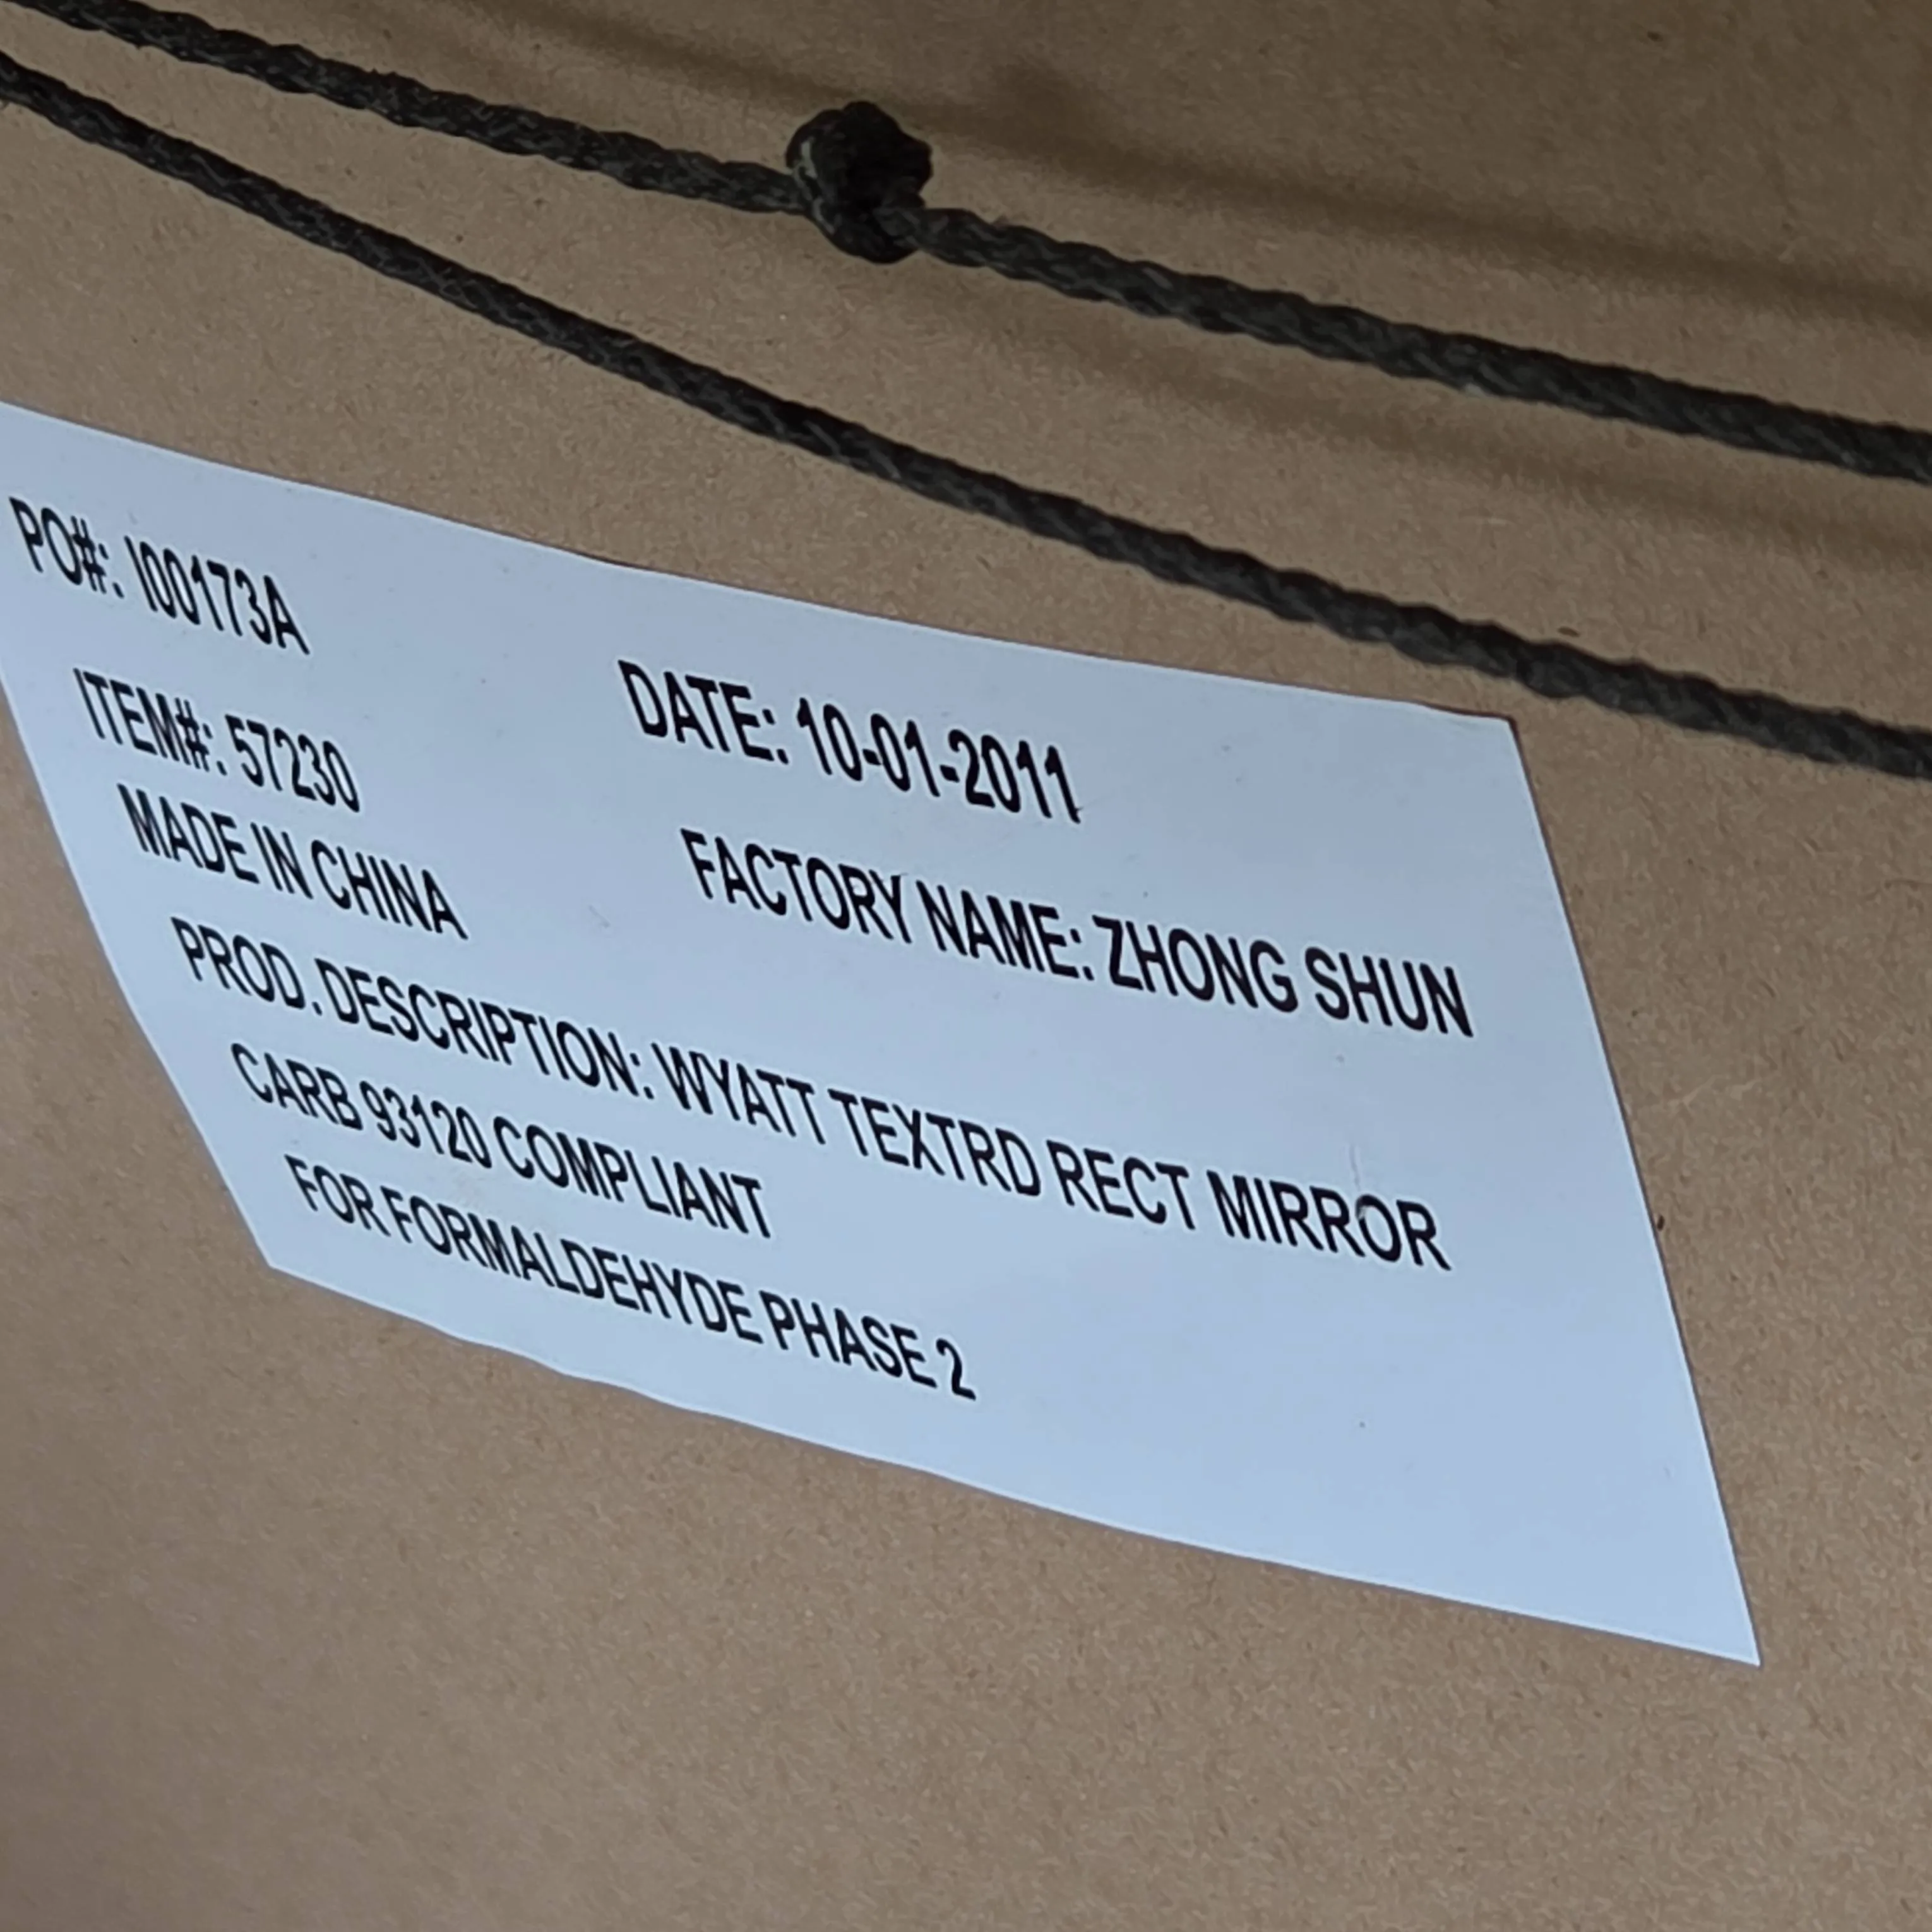 PO#: I00173A
DATE: 10-01-2011
ITEM#: 57230
FACTORY NAME: ZHONG SHUN
MADE IN CHINA
PROD. DESCRIPTION: WYATT TEXTRD RECT MIRROR
CARB 93120 COMPLIANT
FOR FORMALDEHYDE PHASE 2